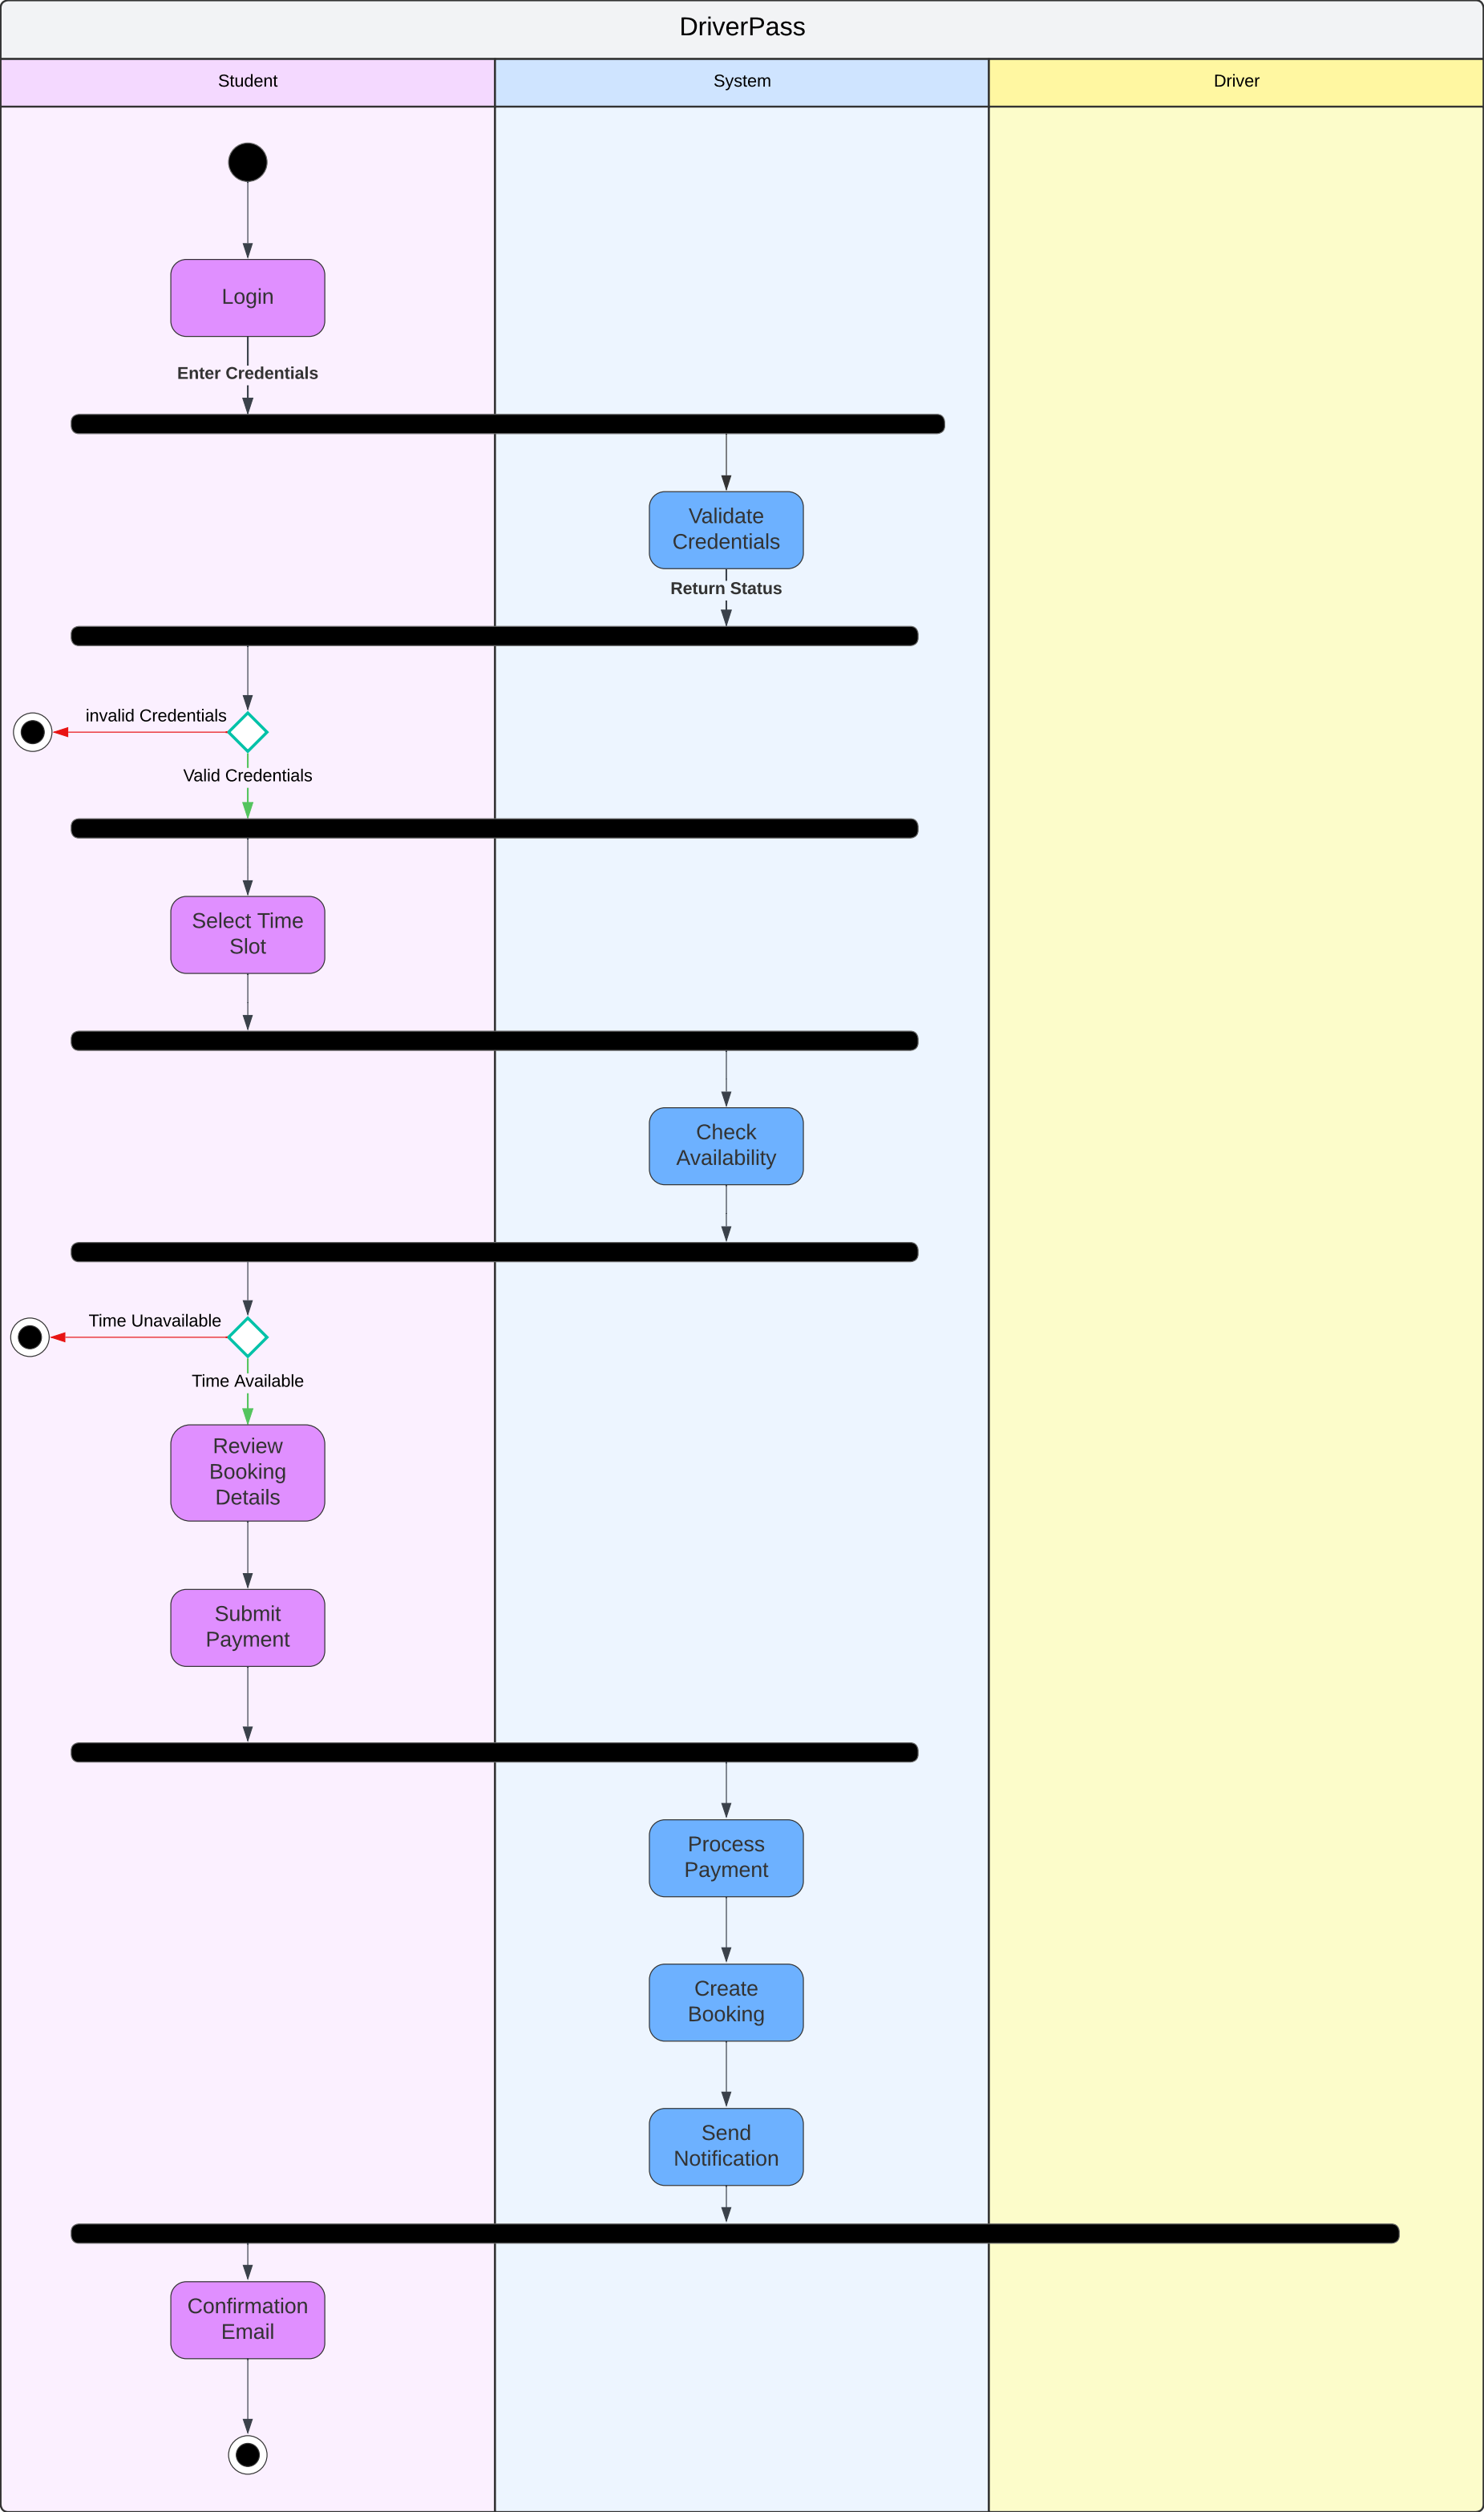 DriverPass
Student
System
Driver
Login
Enter Credentials
Validate
Credentials
Return Status
invalid Credentials
Valid Credentials
Select Time
Slot
Check
Availability
Time Unavailable
Time Available
Review
Booking
Details
Submit
Payment
Process
Payment
Create
Booking
Send
Notification
Confirmation
Email